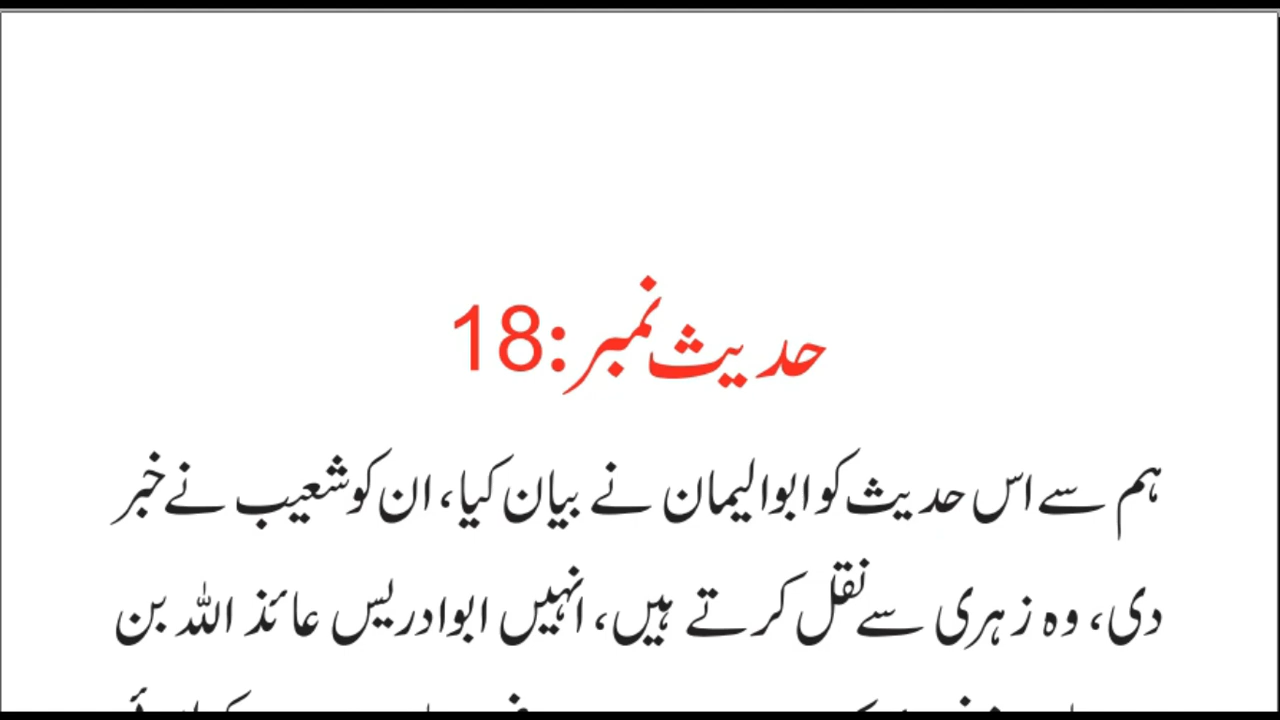 حدیث نمبر:18
ہم سے اس حدیث کو ابوالیمان نے بیان کیا، ان کو شعیب نے خبر
دی، وہ زہری سے نقل کرتے ہیں، انہیں ابوادریس عائذ اللہ بن